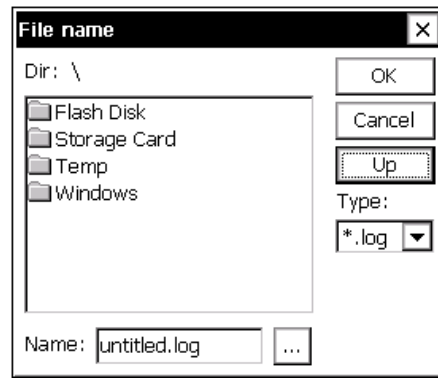 File name
Dir: \
OK
Flash Disk
Cancel
Storage Card
Temp
Up
Windows
Type:
*.log
Name: untitled.log ...